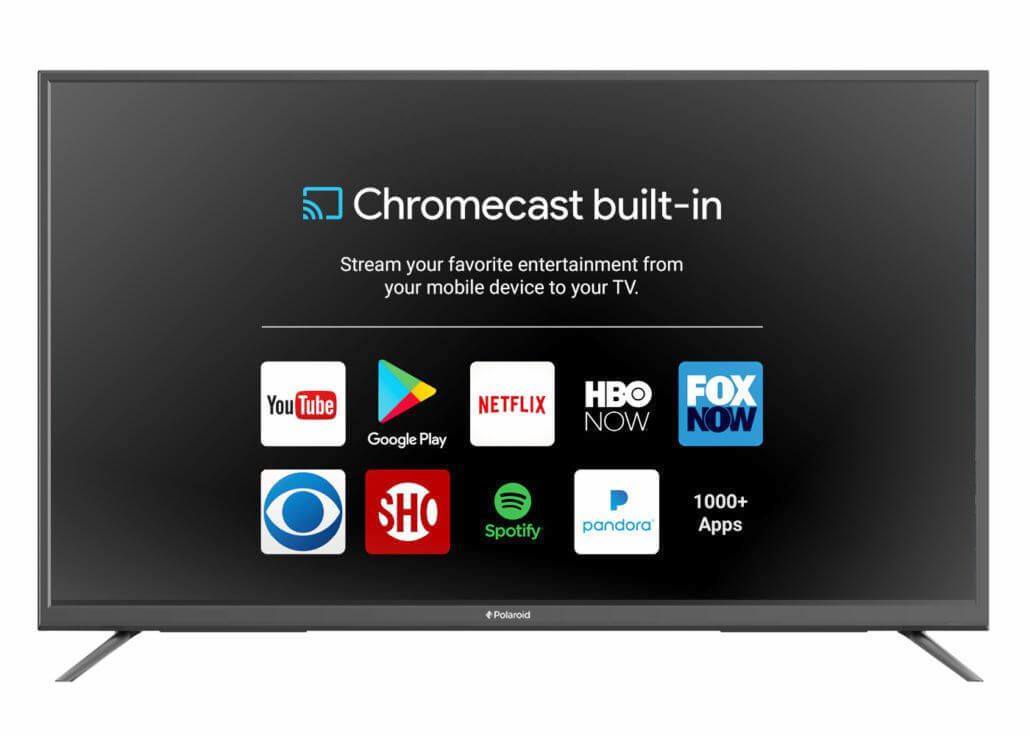 Chromecast built-in
Stream your favorite entertainment from
your mobile device to your TV.
YouTube
Google Play
NETFLIX
HBO
NOW
FOX
NOW
SHO
Spotify
pandora
1000+
Apps
Polaroid